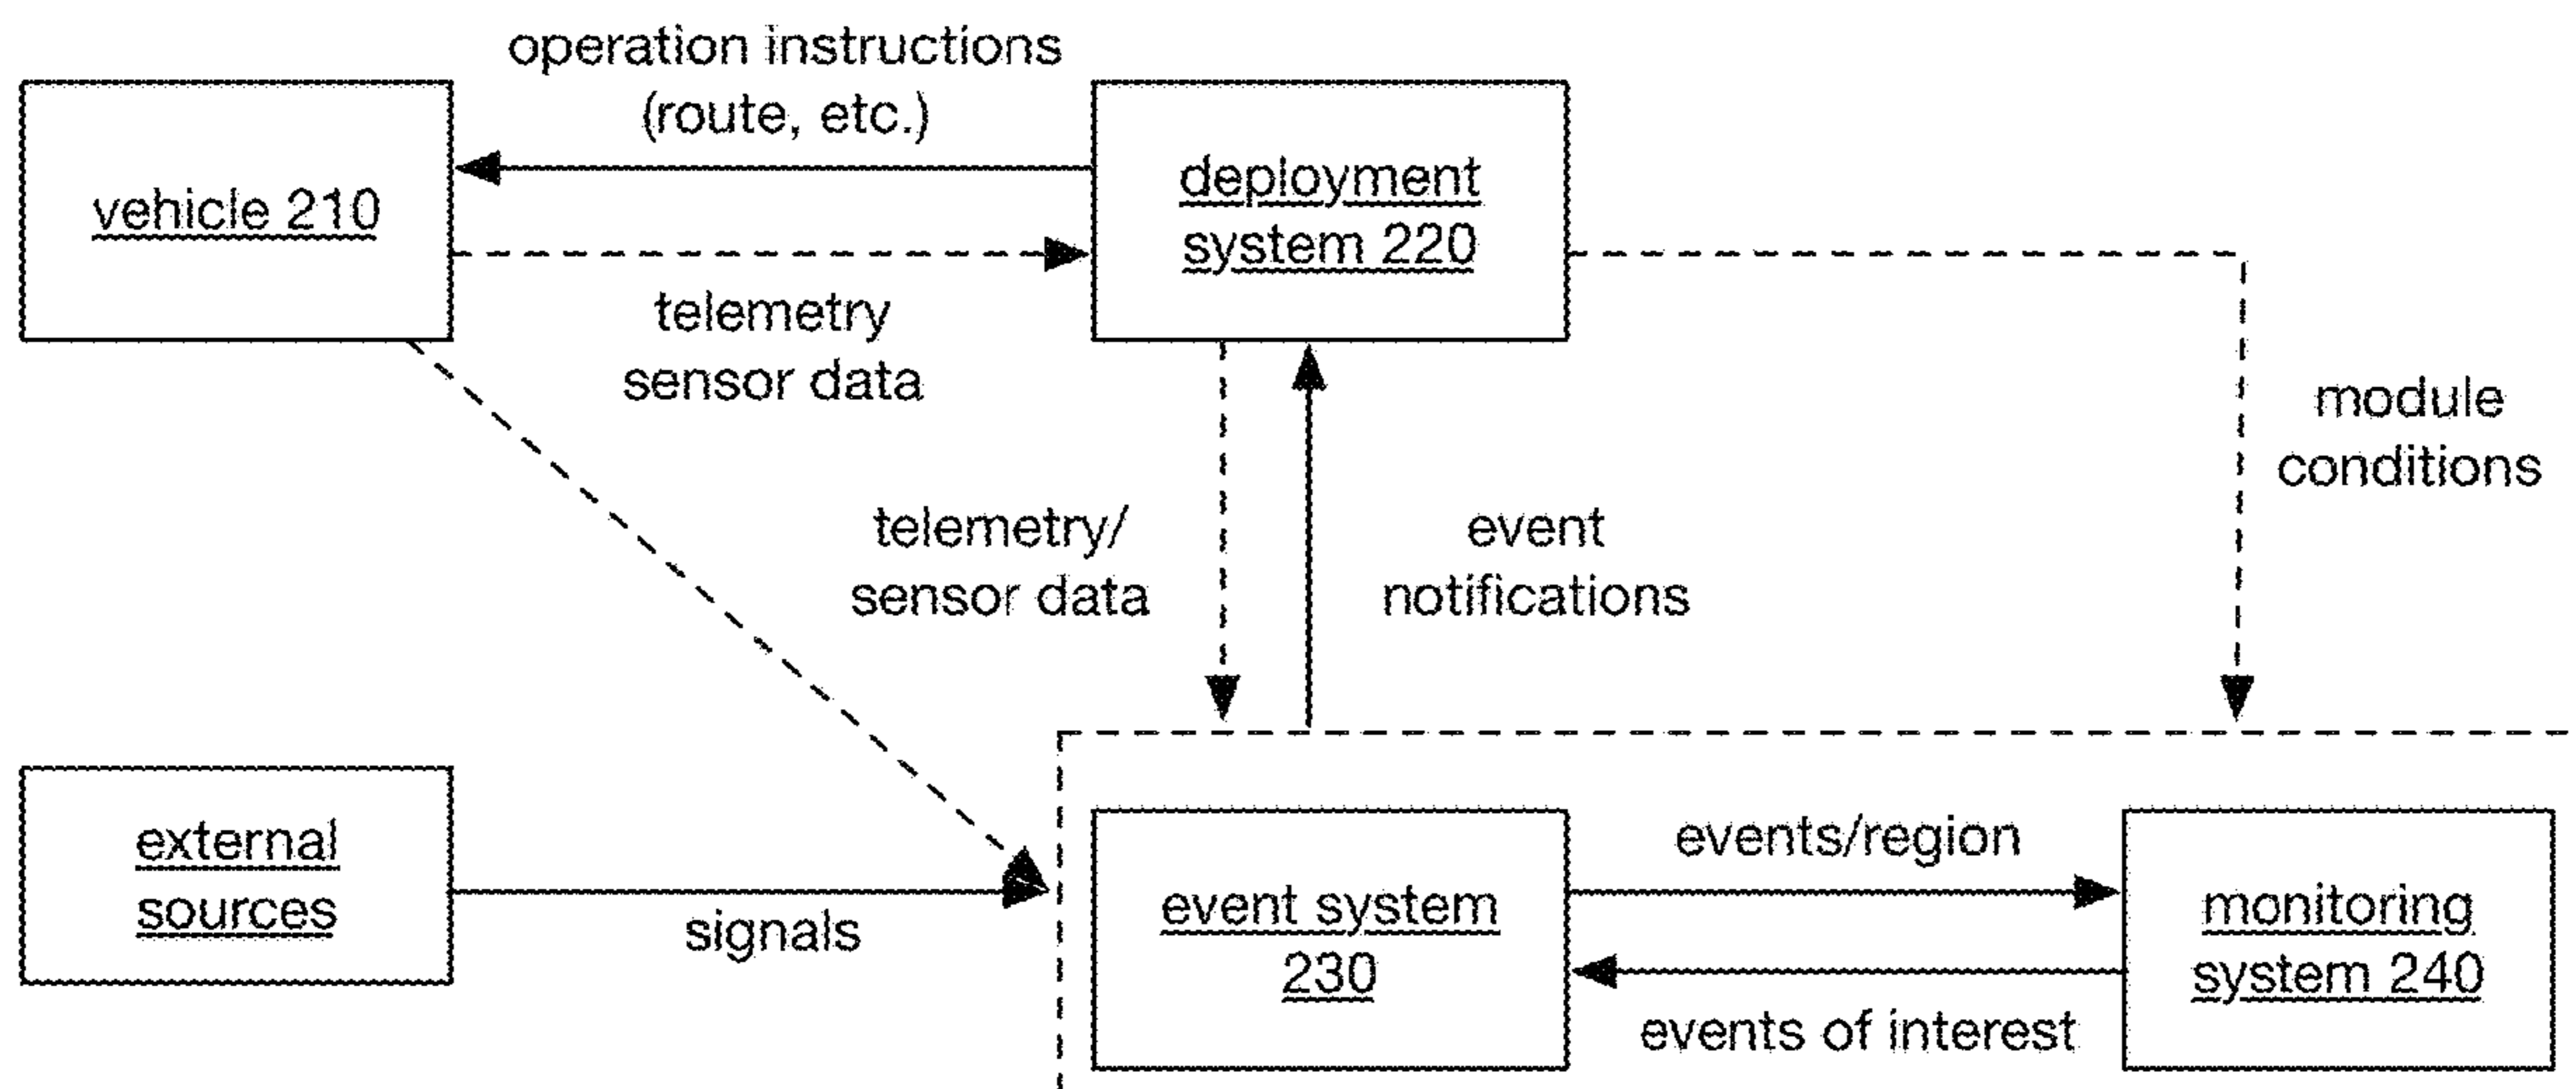 operation instructions
(route, etc.)
vehicle 210
deployment
system 220
telemetry
sensor data
module
conditions
telemetry/
sensor data
event
notifications
external
sources
signals
event system
230
events/region
events of interest
monitoring
system 240